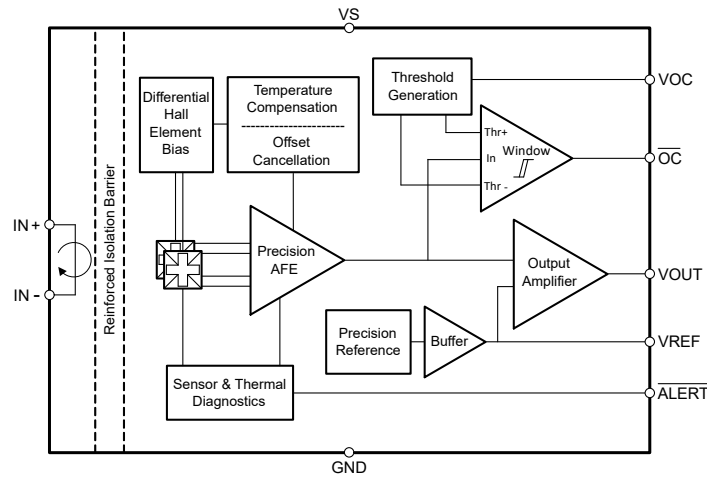 VS
Differential
Hall
Element
Bias
Temperature
Compensation
Offset
Cancellation
Threshold
Generation
VOC
Thr+
In
Window
Thr -
OC
Reinforced Isolation Barrier
IN +
IN -
Precision
AFE
Output
Amplifier
VOUT
Precision
Reference
Buffer
VREF
Sensor & Thermal
Diagnostics
ALERT
GND